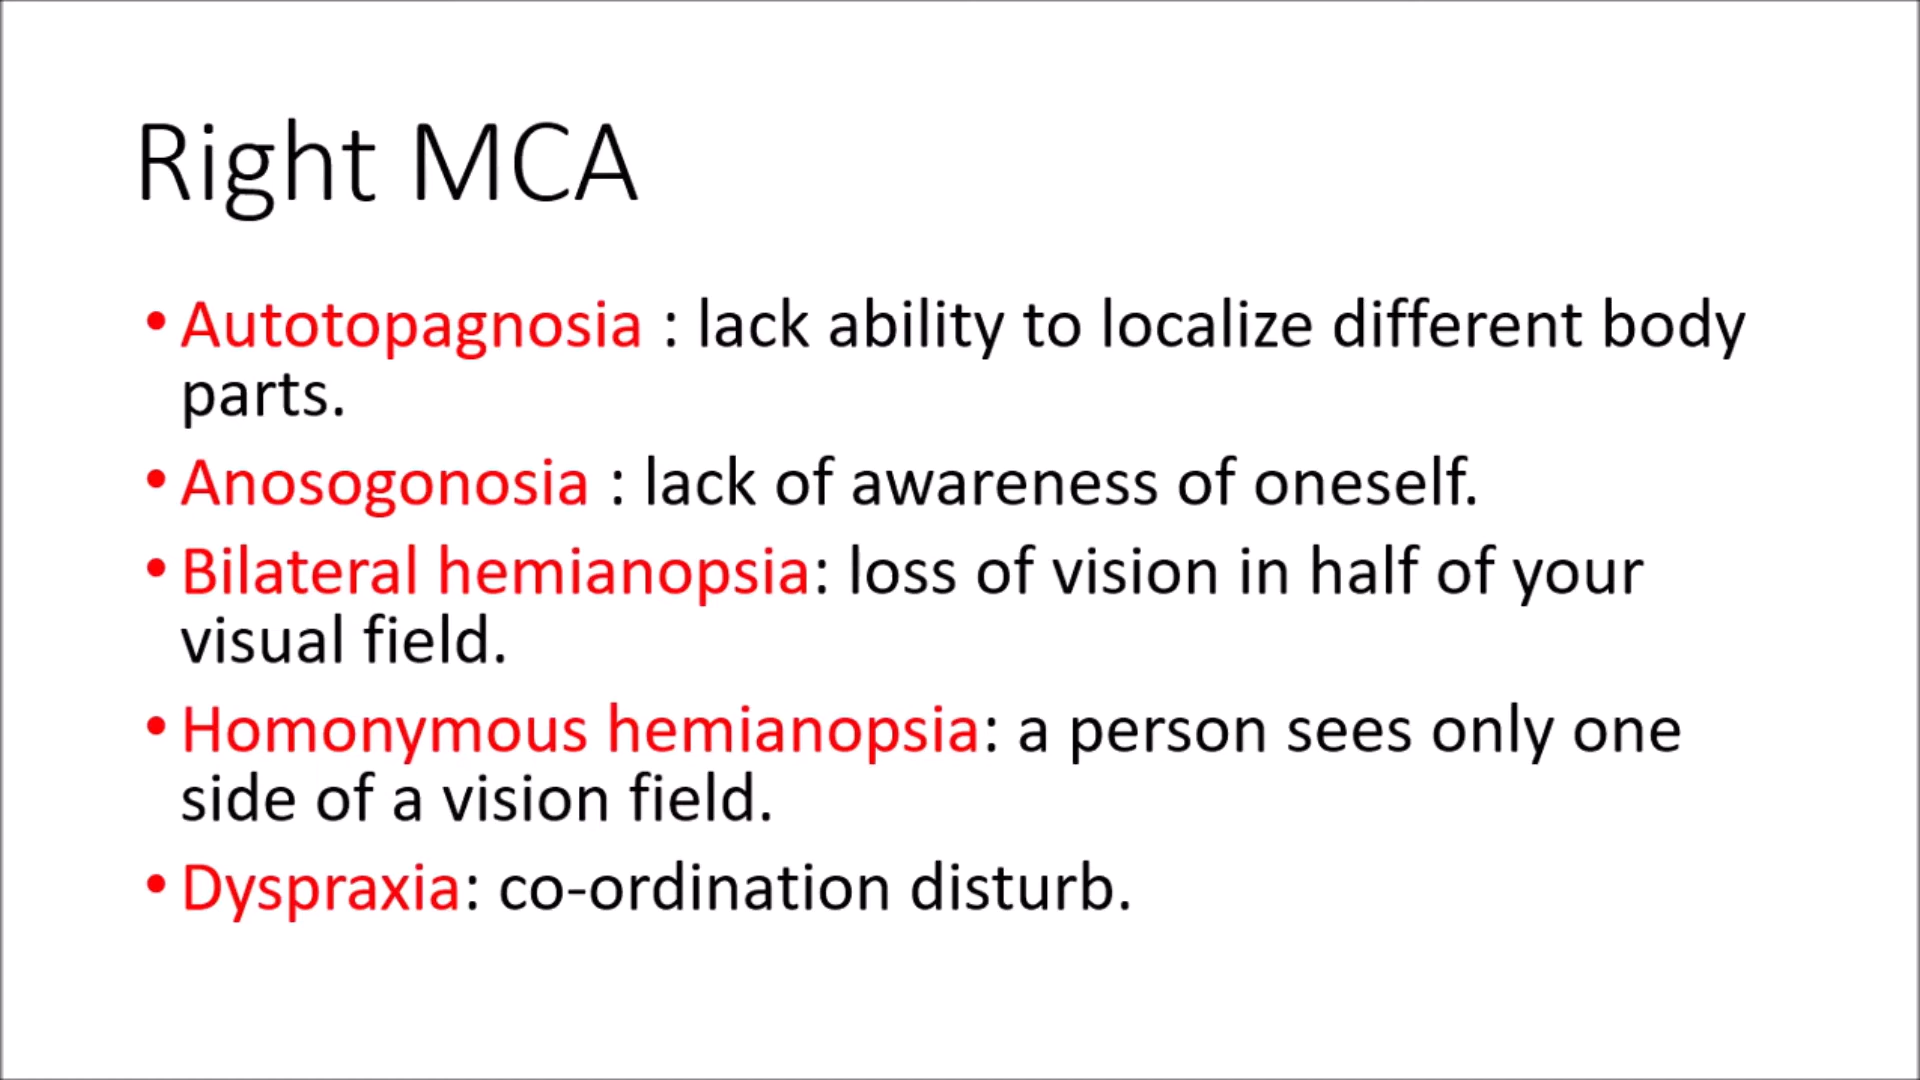 Right MCA
• Autotopagnosia : lack ability to localize different body
parts.
• Anosogonosia : lack of awareness of oneself.
• Bilateral hemianopsia: loss of vision in half of your
visual field.
• Homonymous hemianopsia: a person sees only one
side of a vision field.
• Dyspraxia: co-ordination disturb.